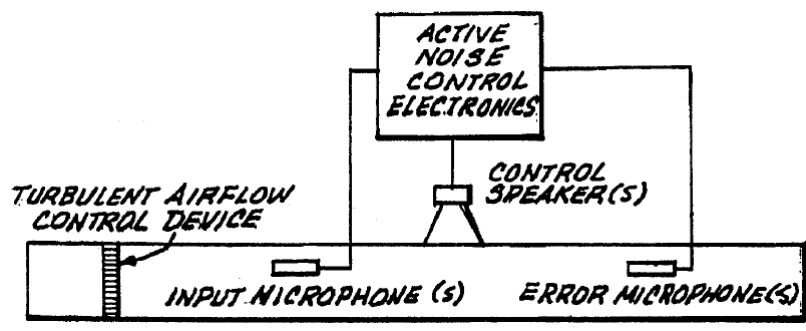 ACTIVE
NOISE
CONTROL
ELECTRONICS
CONTROL
SPEAKER(S)
TURBULENT AIRFLOW
CONTROL DEVICE
INPUT MICROPHONE (S)
ERROR MICROPHONE(S)